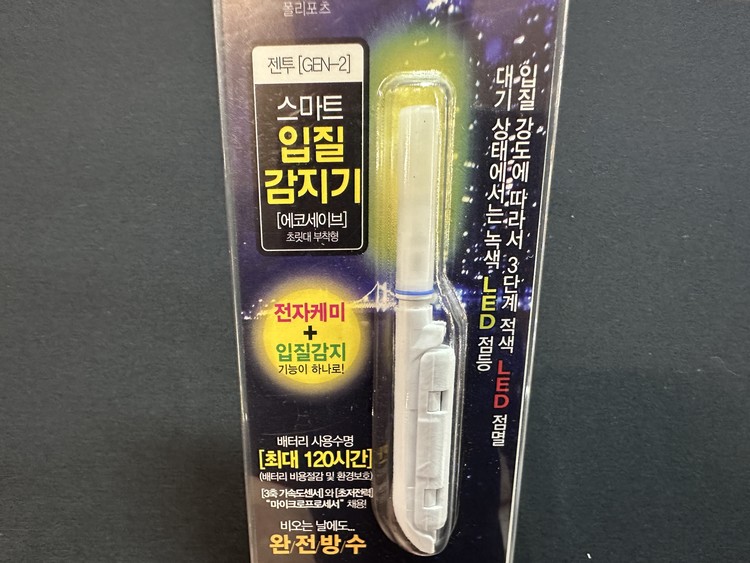 폴리포츠
젠투 [GEN-2]
스마트
입질
감지기
[에코세이브]
초릿대 부착형
전자케미
+
입질감지
기능이 하나로!
배터리 사용수명
[최대 120시간]
(배터리 비용절감 및 환경보호)
[3축 가속도센서]와 [초저전력]
"마이크로프로세서" 채용!
비오는 날에도...
완/전/방/수
입질 강도에 따라서 3단계 적색 LED 점멸
대기 상태에서는 녹색 LED 점등